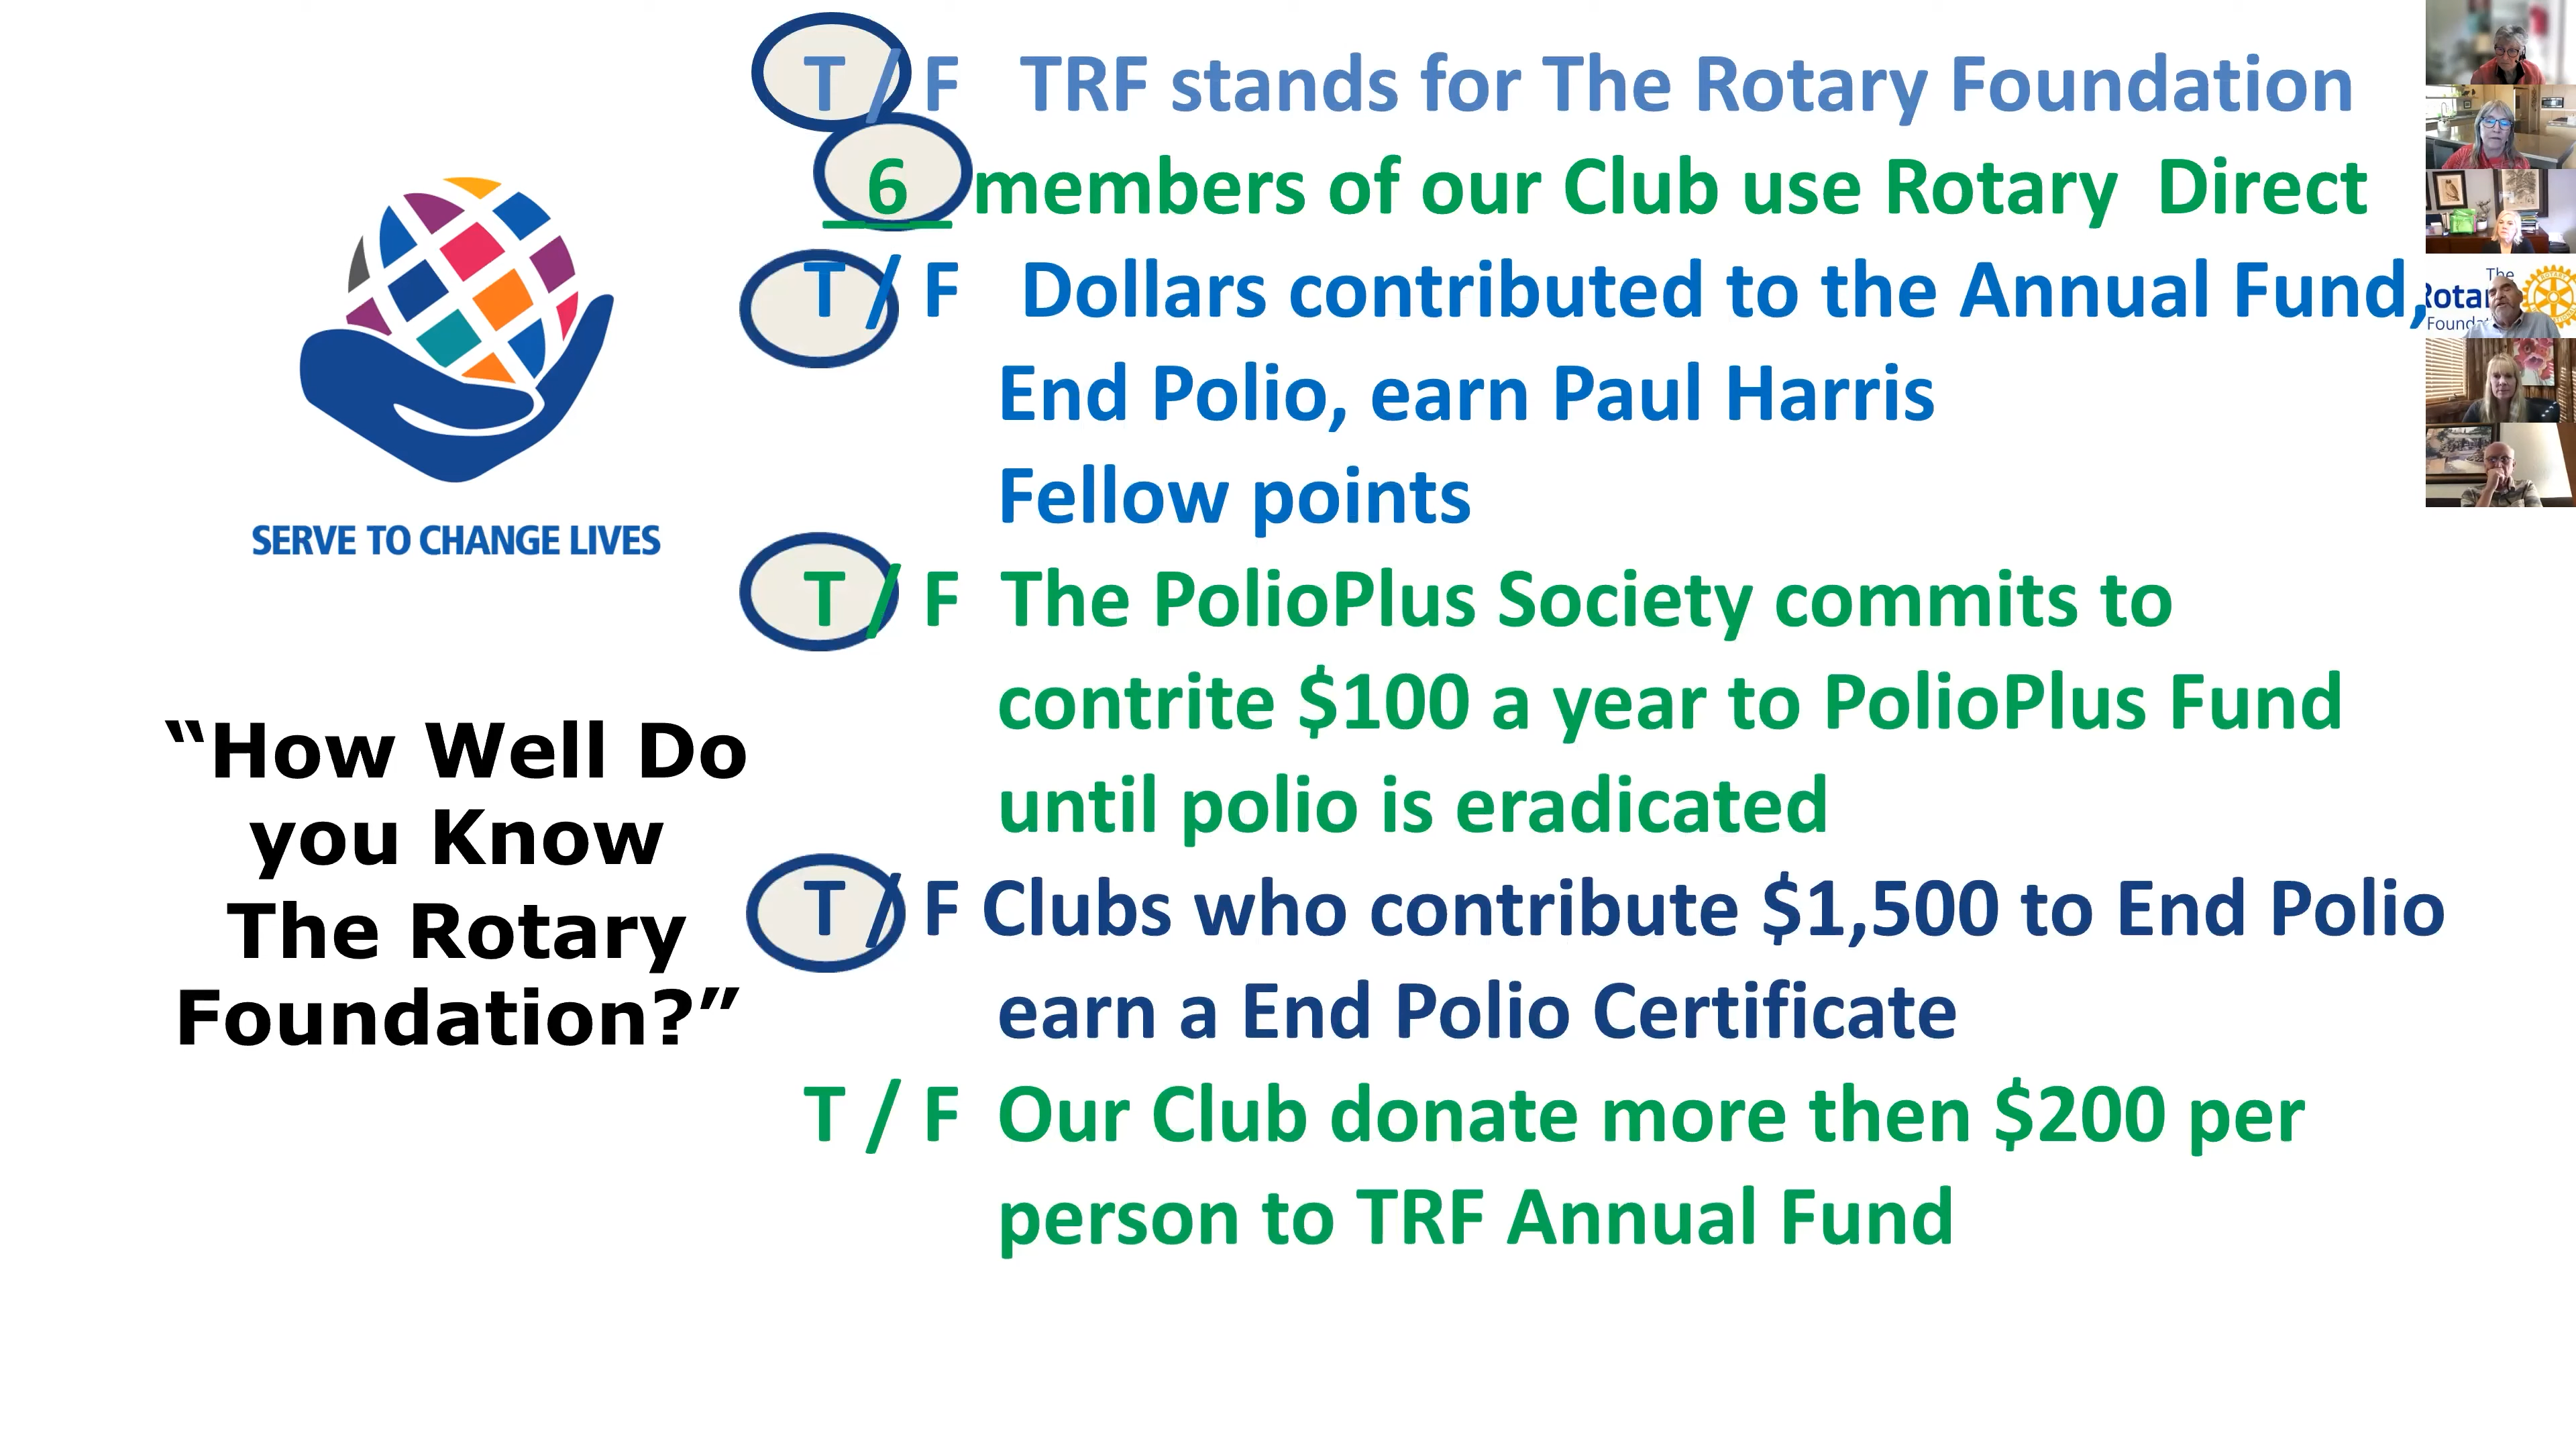 T / F TRF stands for The Rotary Foundation
6 members of our Club use Rotary Direct
T / F Dollars contributed to the Annual Fund,
End Polio, earn Paul Harris
Fellow points
T / F The PolioPlus Society commits to
contrite $100 a year to PolioPlus Fund
until polio is eradicated
T / F Clubs who contribute $1,500 to End Polio
earn a End Polio Certificate
T / F Our Club donate more then $200 per
person to TRF Annual Fund
SERVE TO CHANGE LIVES
“How Well Do
you Know
The Rotary
Foundation?”
The